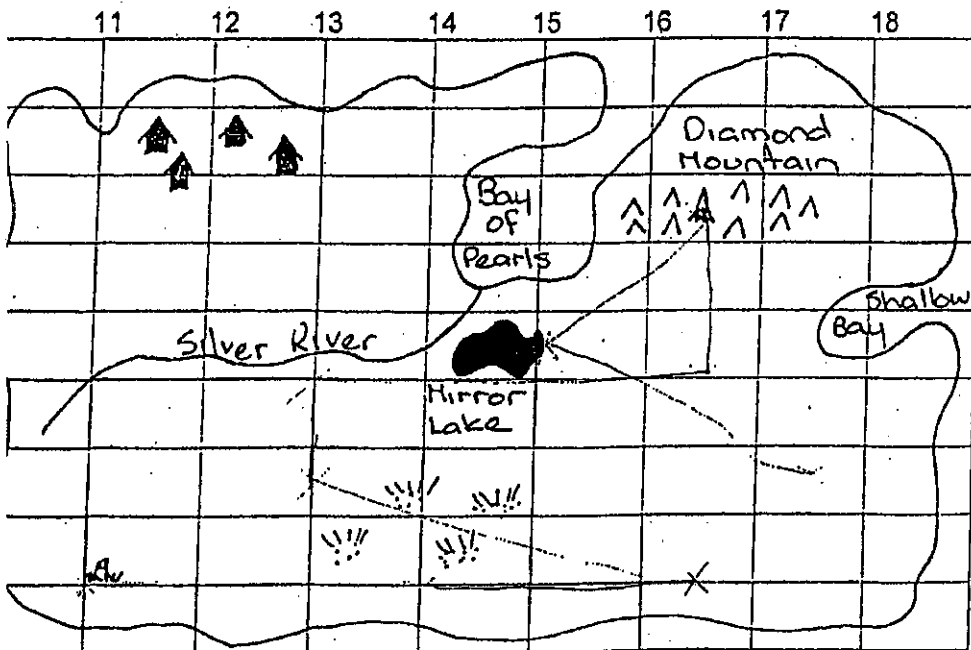 11 12 13 14 15 16 17 18
Diamond
Mountain
Bay
of
Pearls
Shallow
Bay
Silver River
Mirror
Lake
X